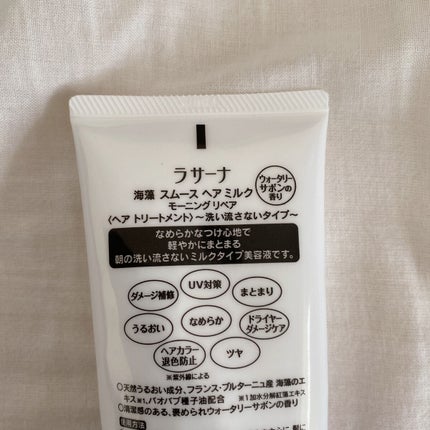 ラサーナ
海藻 スムース ヘア ミルク
モーニング リペア
ウォータリー
サボンの
香り
〈ヘア トリートメント〉〜洗い流さないタイプ〜
なめらかなつけ心地で
軽やかにまとまる
朝の洗い流さないミルクタイプ美容液です。
ダメージ補修
UV対策
まとまり
うるおい
なめらか
ドライヤー
ダメージケア
ヘアカラー
退色防止
ツヤ
※紫外線による
○天然うるおい成分、フランス・ブルターニュ産 海藻のエ
キス※1、バオバブ種子油配合 ※1加水分解紅藻エキス
○清潔感のある、褒められウォータリーサボンの香り
使用方法